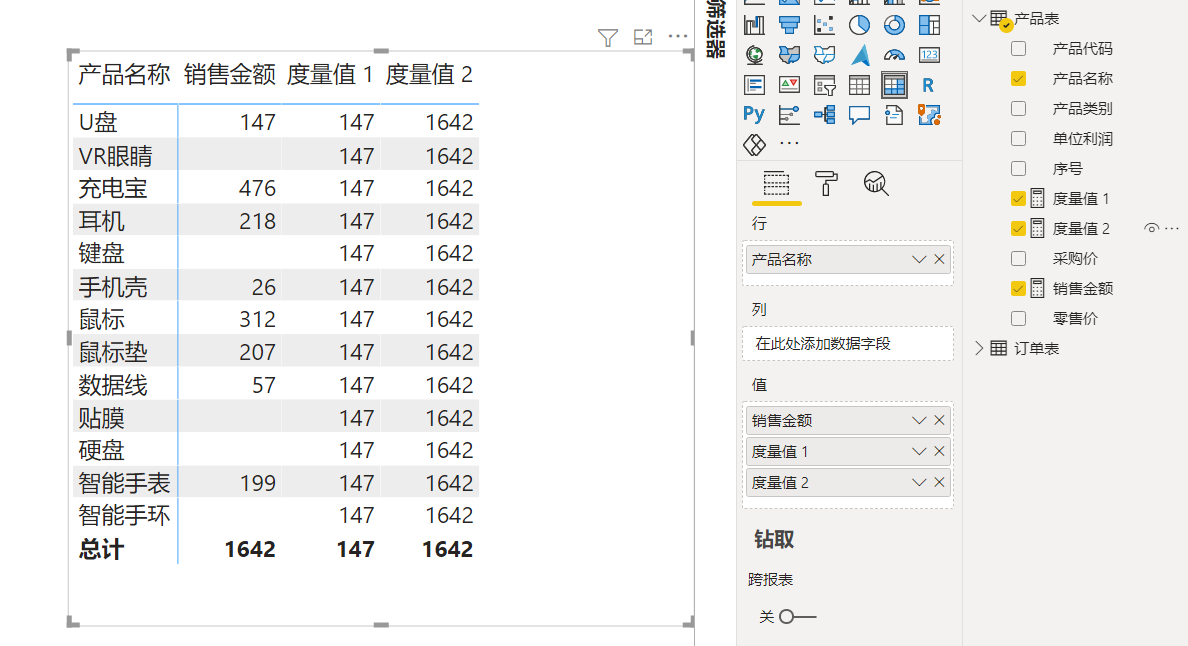 产品名称 销售金额 度量值 1 度量值 2
U盘 147 147 1642
VR眼睛 147 1642
充电宝 476 147 1642
耳机 218 147 1642
键盘 147 1642
手机壳 26 147 1642
鼠标 312 147 1642
鼠标垫 207 147 1642
数据线 57 147 1642
贴膜 147 1642
硬盘 147 1642
智能手表 199 147 1642
智能手环 147 1642
总计 1642 147 1642
筛选器
123
R
Py
行
产品名称
列
在此处添加数据字段
值
销售金额
度量值 1
度量值 2
钻取
跨报表
关
产品表
产品代码
产品名称
产品类别
单位利润
序号
度量值 1
度量值 2
采购价
销售金额
零售价
订单表